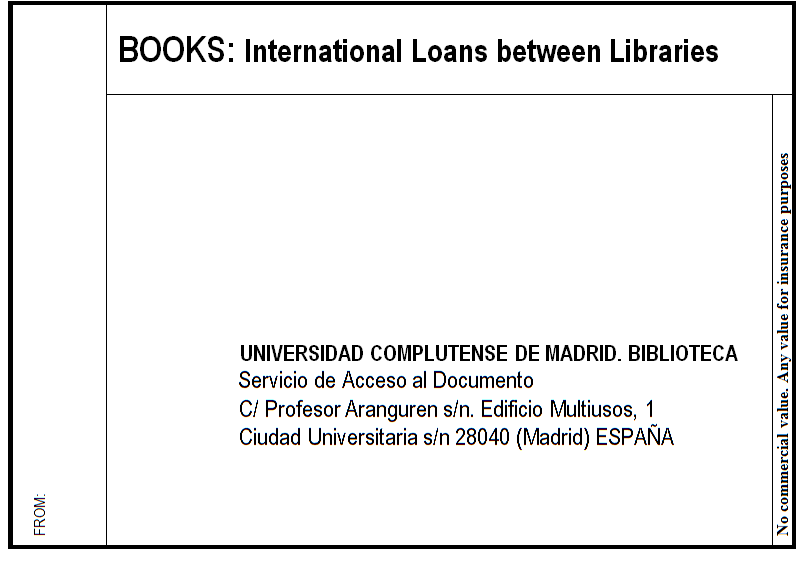 BOOKS: International Loans between Libraries
UNIVERSIDAD COMPLUTENSE DE MADRID. BIBLIOTECA
Servicio de Acceso al Documento
C/ Profesor Aranguren s/n. Edificio Multiusos, 1
Ciudad Universitaria s/n 28040 (Madrid) ESPAÑA
FROM:
No commercial value. Any value for insurance purposes